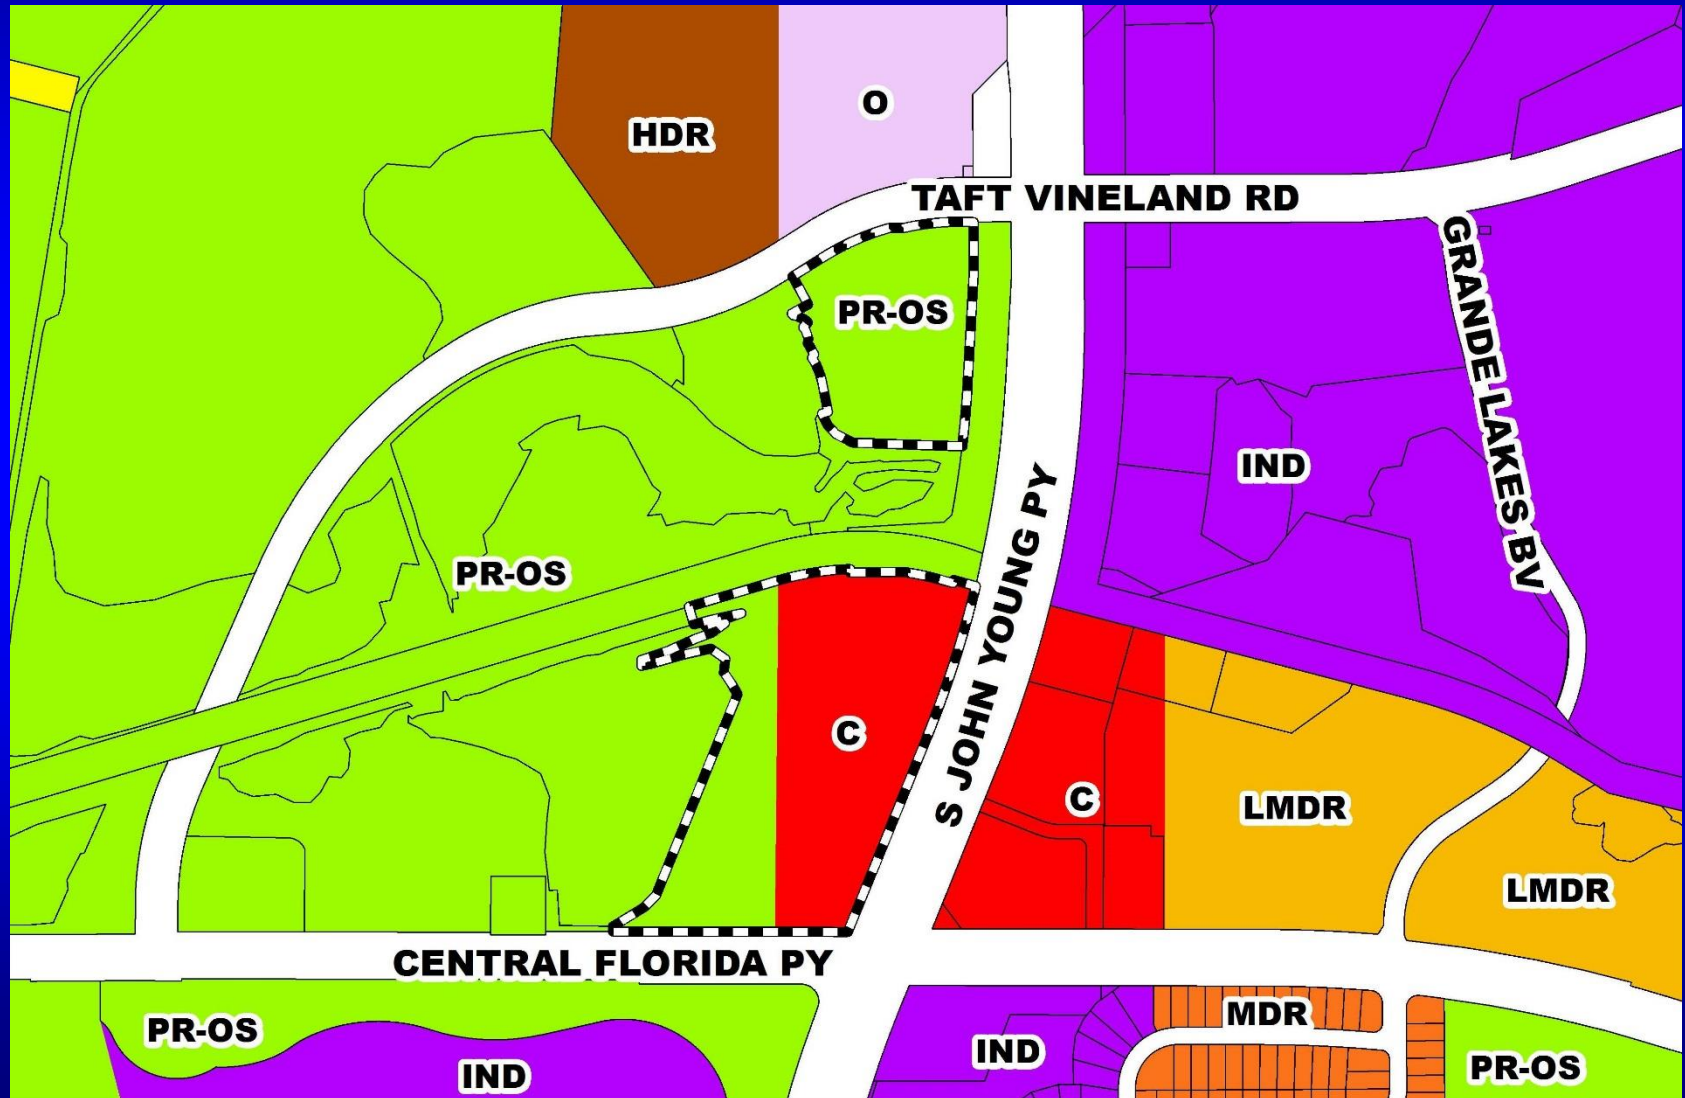 O
HDR
TAFT VINELAND RD
GRANDE LAKES BV
PR-OS
IND
PR-OS
S JOHN YOUNG PY
C
C
LMDR
LMDR
CENTRAL FLORIDA PY
MDR
PR-OS
IND
PR-OS
IND